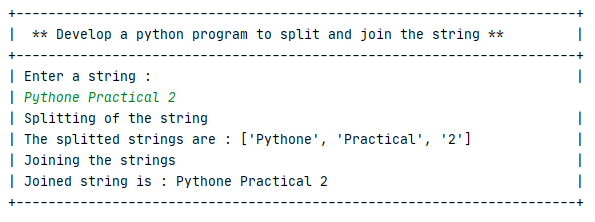 +---------------------------------------------------------------------+
| ** Develop a python program to split and join the string ** |
+---------------------------------------------------------------------+
| Enter a string : |
| Pythone Practical 2
| Splitting of the string |
| The splitted strings are : ['Pythone', 'Practical', '2'] |
| Joining the strings |
| Joined string is : Pythone Practical 2 |
+---------------------------------------------------------------------+